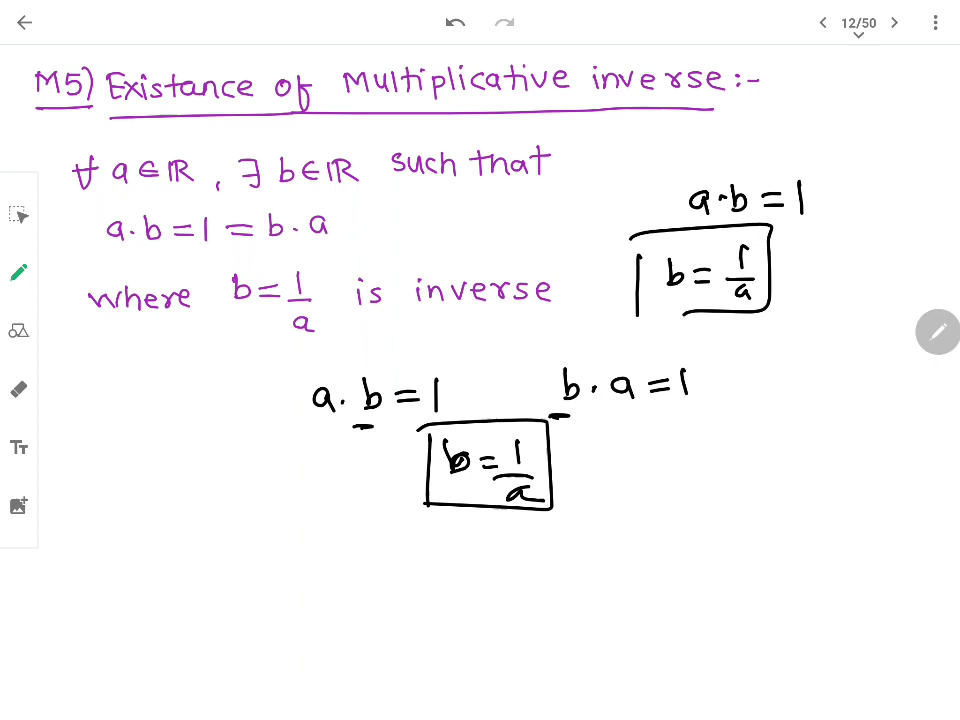 12/50
M5) Existance of Multiplicative inverse:-
∀ a∈ℝ, ∃ b∈ℝ such that
a.b=1=b.a
where b=1/a is inverse
a.b=1
b=1/a
a.b=1 b.a=1
b=1/a
Tт